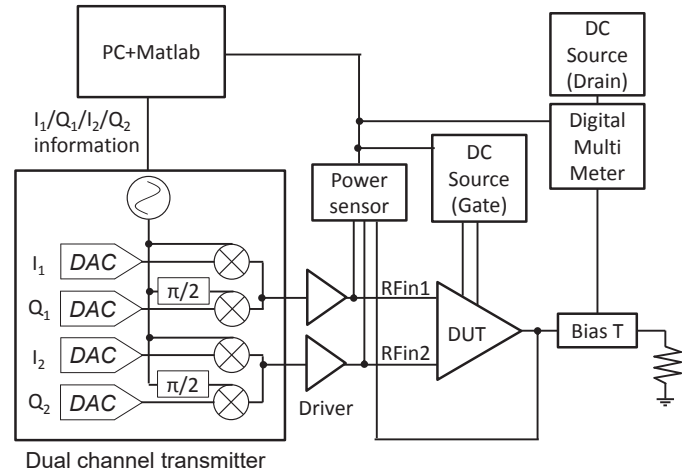 PC+Matlab
DC
Source
(Drain)
I₁/Q₁/I₂/Q₂
information
Digital
Multi
Meter
DC
Source
(Gate)
Power
sensor
I₁
DAC
π/2
Q₁
DAC
I₂
DAC
π/2
Q₂
DAC
RFin1
RFin2
DUT
Bias T
Driver
Dual channel transmitter